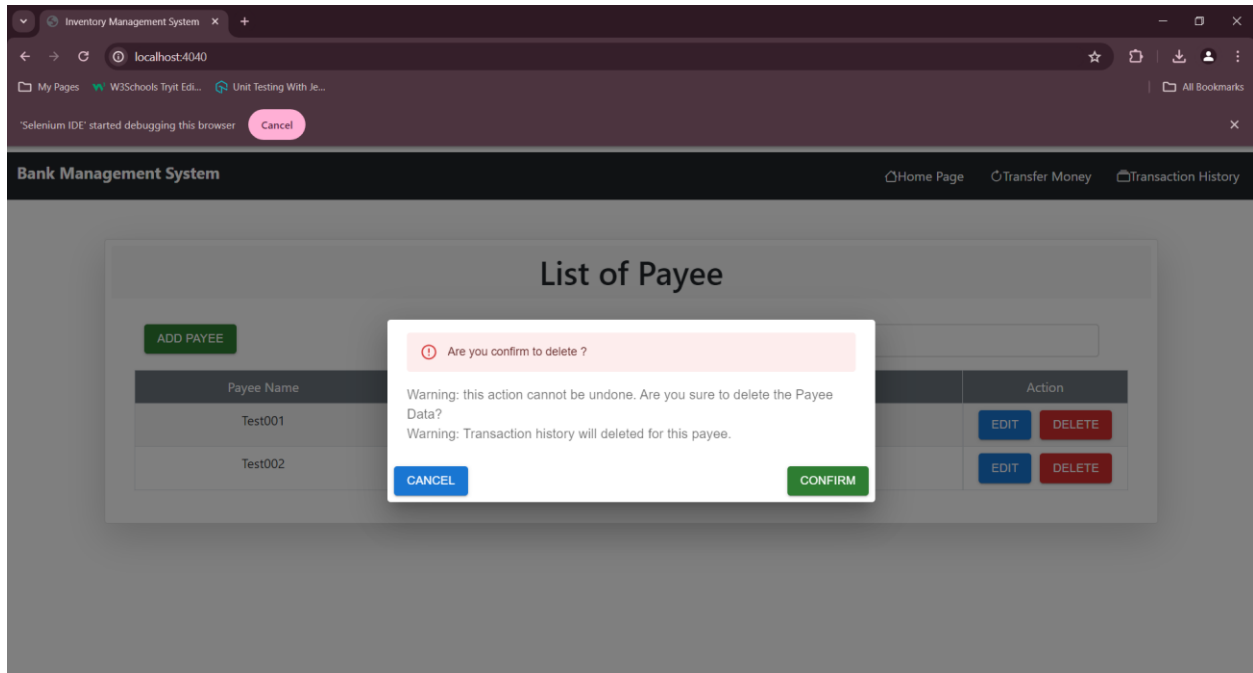 Inventory Management System
localhost:4040
My Pages W3Schools Tryit Edi... Unit Testing With Je... All Bookmarks
'Selenium IDE' started debugging this browser Cancel
Bank Management System Home Page Transfer Money Transaction History
List of Payee
ADD PAYEE
Are you confirm to delete ?
Payee Name Action
Warning: this action cannot be undone. Are you sure to delete the Payee
Data?
Warning: Transaction history will deleted for this payee.
Test001 EDIT DELETE
Test002 EDIT DELETE
CANCEL CONFIRM